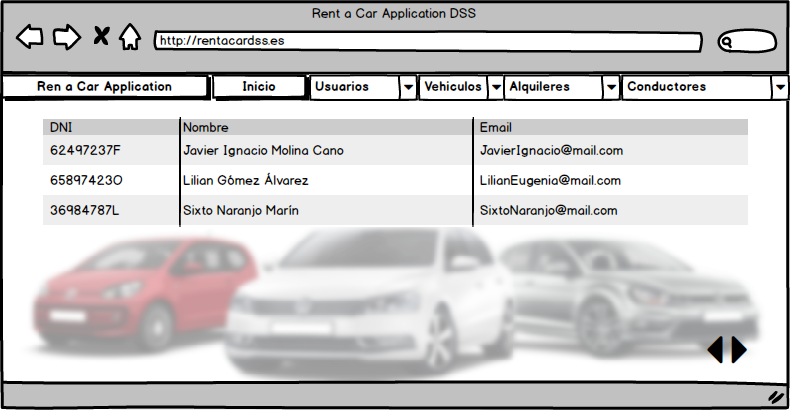 Rent a Car Application DSS
http://rentacardss.es
Ren a Car Application Inicio Usuarios Vehiculos Alquileres Conductores
DNI Nombre Email
62497237F Javier Ignacio Molina Cano JavierIgnacio@mail.com
65897423O Lilian Gómez Álvarez LilianEugenia@mail.com
36984787L Sixto Naranjo Marín SixtoNaranjo@mail.com